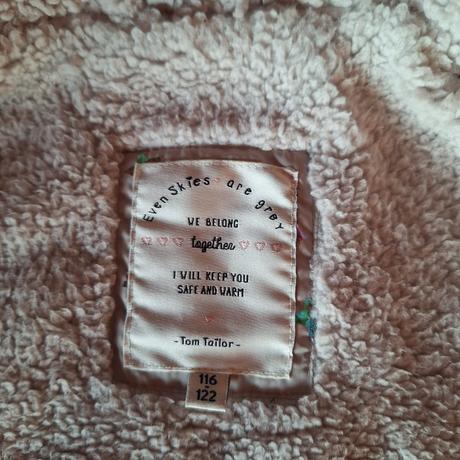 Even Skies are grey
WE BELONG
together
I WILL KEEP YOU
SAFE AND WARM
- Tom Tailor -
116
-
122